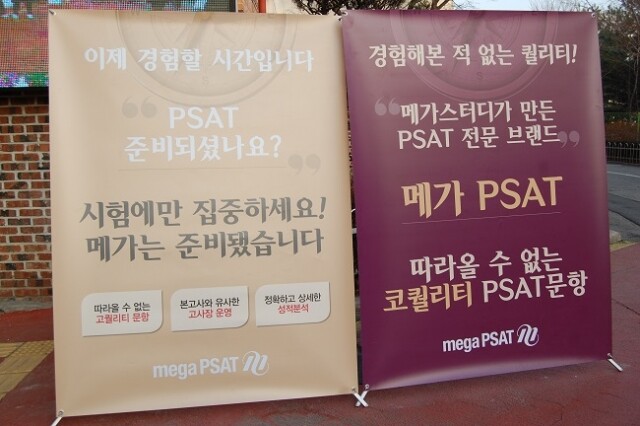 이제 경험할 시간입니다
"PSAT
준비되셨나요?"
시험에만 집중하세요!
메가는 준비됐습니다
따라올 수 없는
고퀄리티 문항
본고사와 유사한
고사장 운영
정확하고 상세한
성적분석
mega PSAT
경험해본 적 없는 퀄리티!
"메가스터디가 만든
PSAT 전문 브랜드"
메가 PSAT
따라올 수 없는
코퀄리티 PSAT문항
mega PSAT